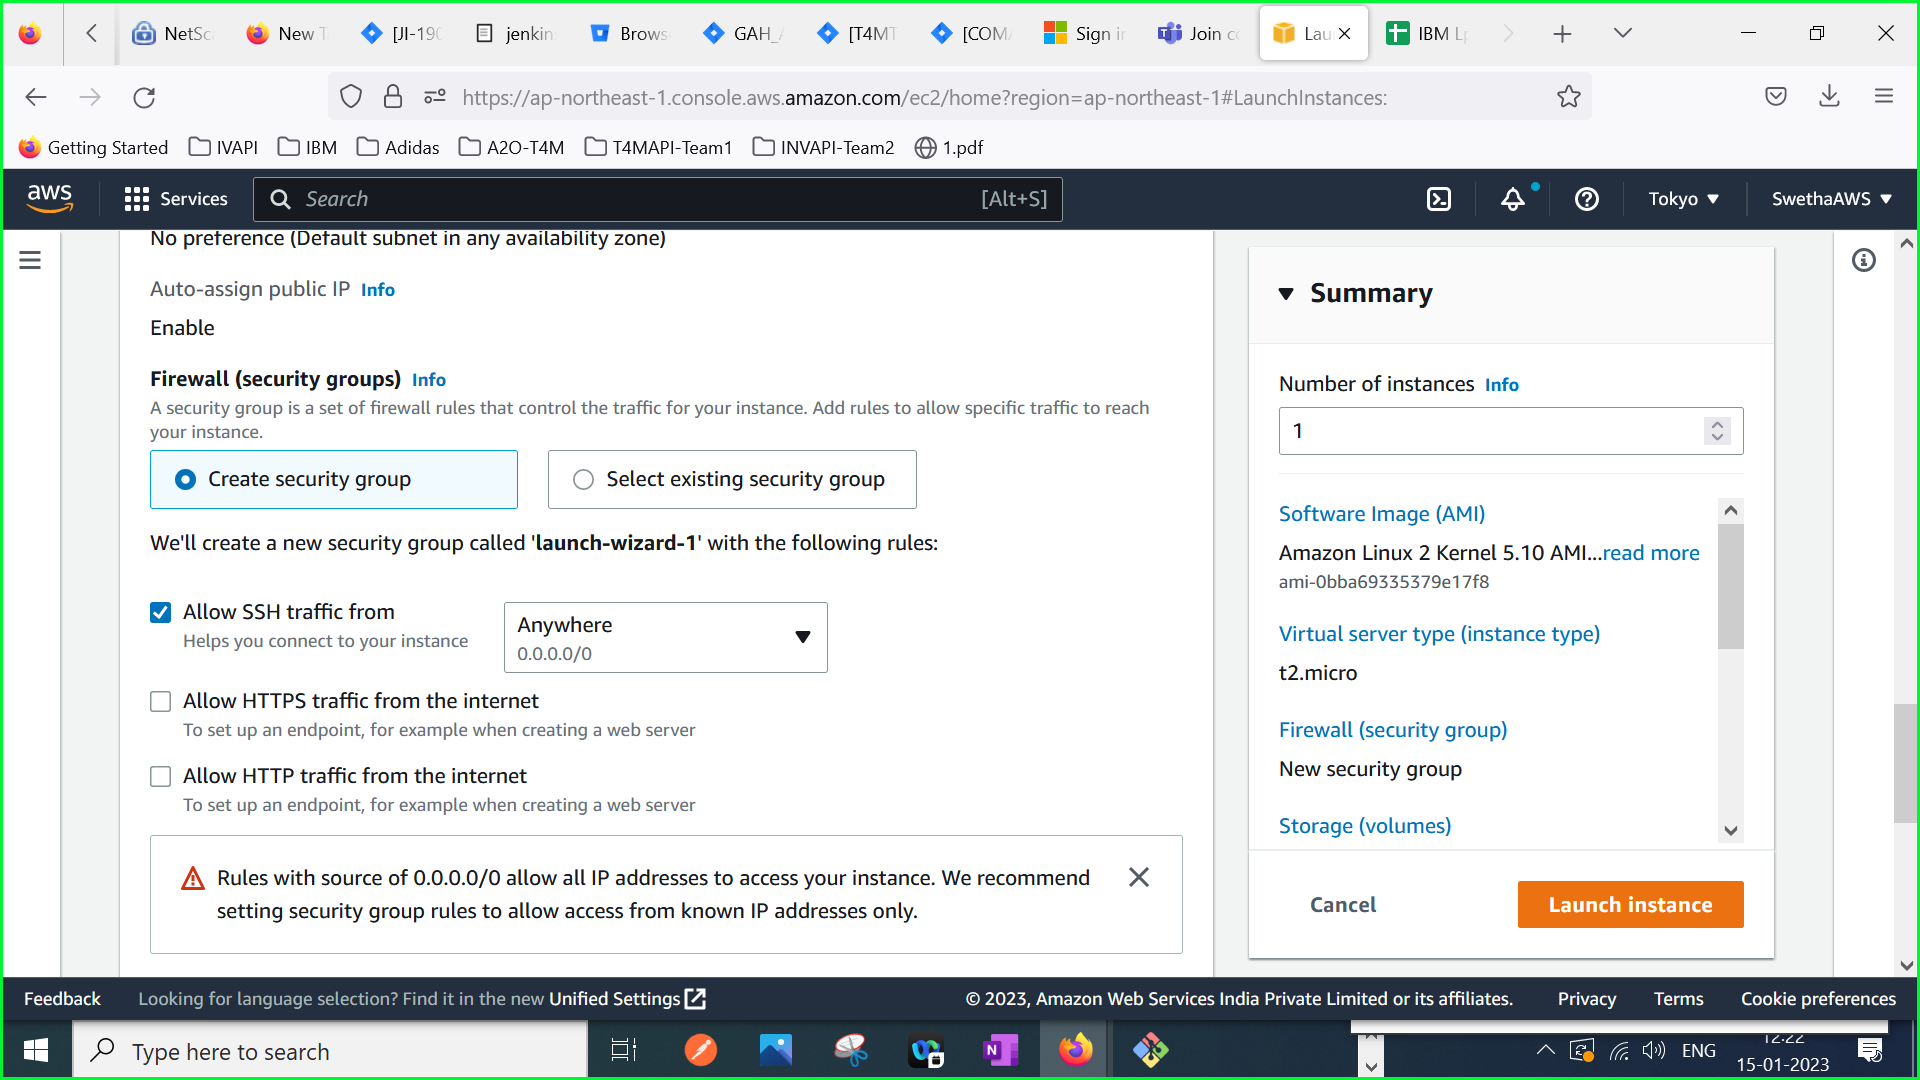 NetSc
New T
[JI-190
jenkin
Brows
GAH_A
[T4MT
[COMA
Sign in
Join co
Lau
IBM Lp
https://ap-northeast-1.console.aws.amazon.com/ec2/home?region=ap-northeast-1#LaunchInstances:
Getting Started
IVAPI
IBM
Adidas
A2O-T4M
T4MAPI-Team1
INVAPI-Team2
1.pdf
aws
Services
Search
[Alt+S]
Tokyo
SwethaAWS
No preference (Default subnet in any availability zone)
Auto-assign public IP Info
Enable
Firewall (security groups) Info
A security group is a set of firewall rules that control the traffic for your instance. Add rules to allow specific traffic to reach
your instance.
Create security group
Select existing security group
We'll create a new security group called 'launch-wizard-1' with the following rules:
Allow SSH traffic from
Helps you connect to your instance
Anywhere
0.0.0.0/0
Allow HTTPS traffic from the internet
To set up an endpoint, for example when creating a web server
Allow HTTP traffic from the internet
To set up an endpoint, for example when creating a web server
Rules with source of 0.0.0.0/0 allow all IP addresses to access your instance. We recommend
setting security group rules to allow access from known IP addresses only.
Summary
Number of instances Info
1
Software Image (AMI)
Amazon Linux 2 Kernel 5.10 AMI...read more
ami-0bba69335379e17f8
Virtual server type (instance type)
t2.micro
Firewall (security group)
New security group
Storage (volumes)
Cancel
Launch instance
Feedback
Looking for language selection? Find it in the new Unified Settings
© 2023, Amazon Web Services India Private Limited or its affiliates.
Privacy
Terms
Cookie preferences
Type here to search
N
ENG
12:22
15-01-2023